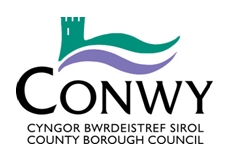 CONWY
CYNGOR BWRDEISTREF SIROL
COUNTY BOROUGH COUNCIL